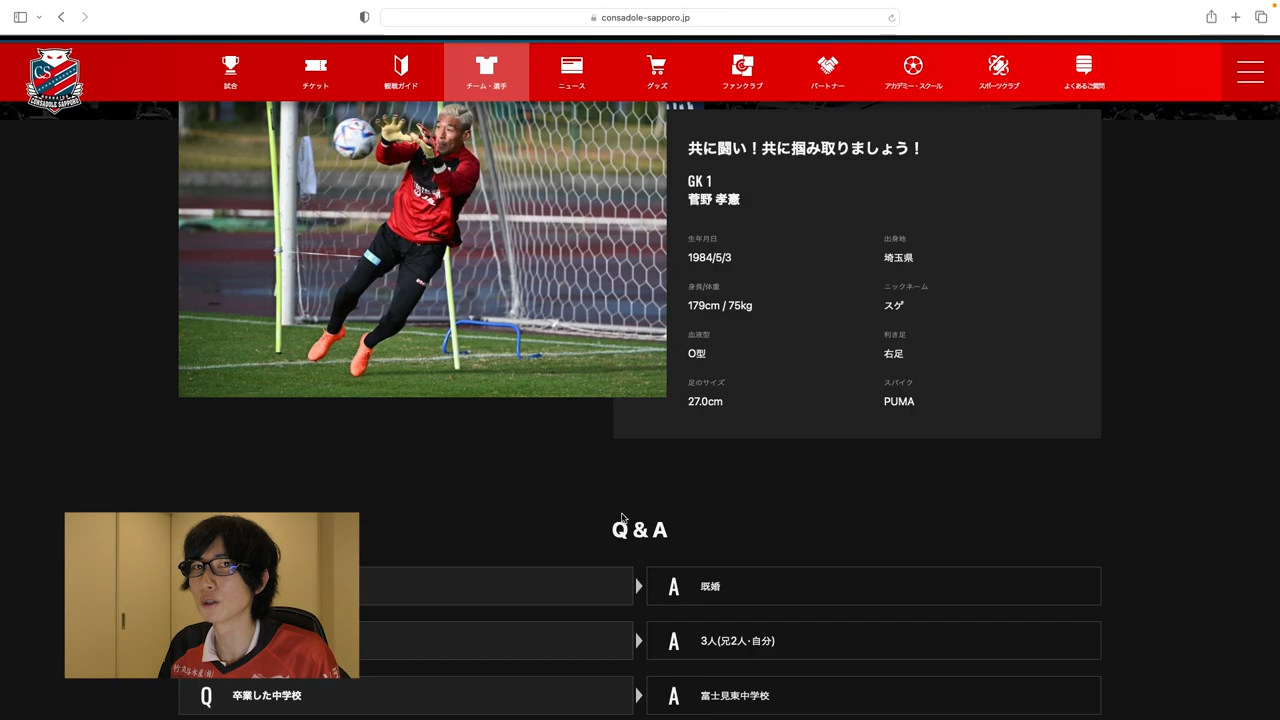 consadole-sapporo.jp
CS
CONSADOLE SAPPORO
試合
チケット
観戦ガイド
チーム・選手
ニュース
グッズ
ファンクラブ
パートナー
アカデミー・スクール
スポーツクラブ
よくあるご質問
共に闘い！共に掴み取りましょう！
GK 1
菅野 孝憲
生年月日
1984/5/3
出身地
埼玉県
身長/体重
179cm / 75kg
ニックネーム
スゲ
血液型
O型
利き足
右足
足のサイズ
27.0cm
スパイク
PUMA
Q & A
A 既婚
A 3人(兄2人･自分)
Q 卒業した中学校
A 富士見東中学校